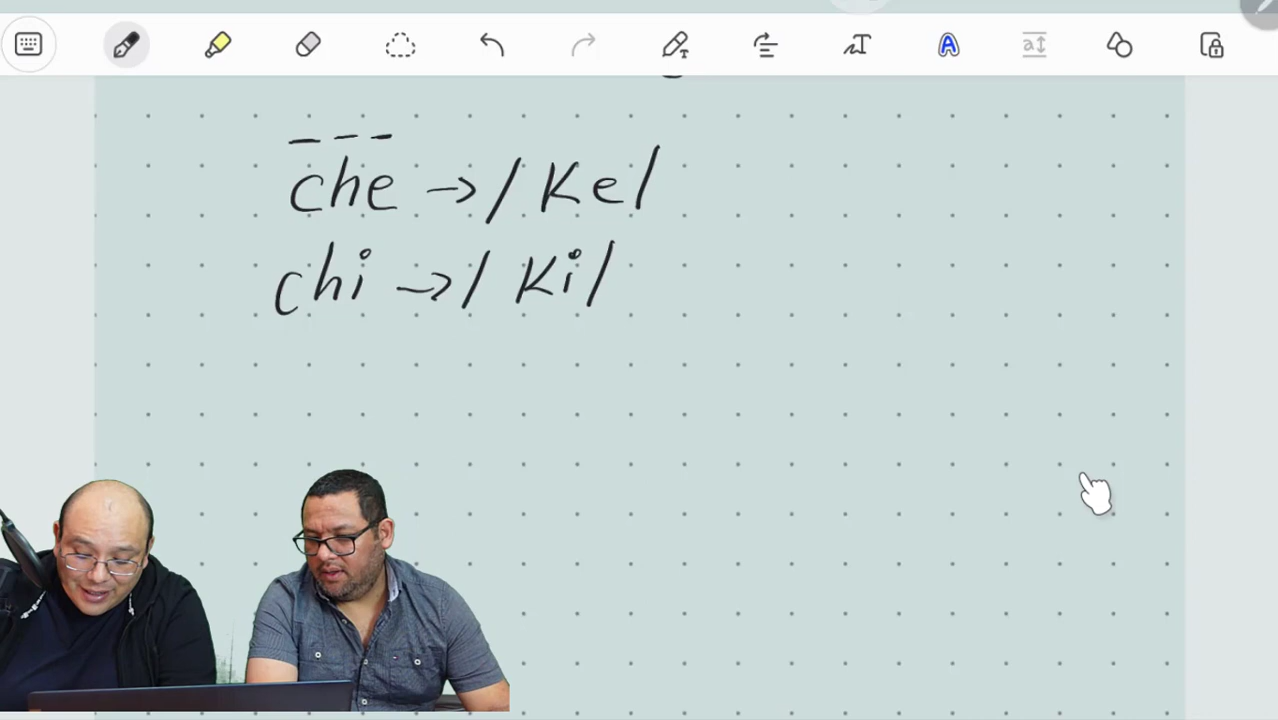 che → /Ke/
chi → /Ki/